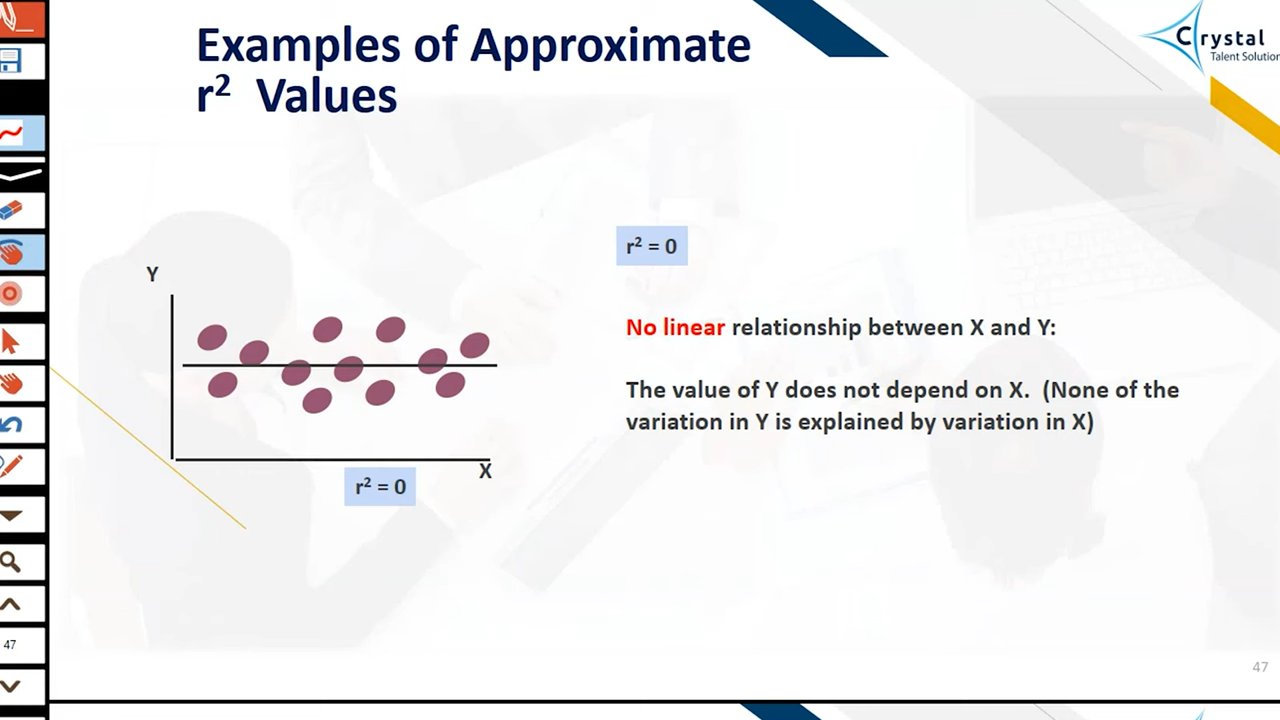 Examples of Approximate
r² Values
Crystal
Talent Solution
r² = 0
Y
No linear relationship between X and Y:
The value of Y does not depend on X. (None of the
variation in Y is explained by variation in X)
X
r² = 0
47
47